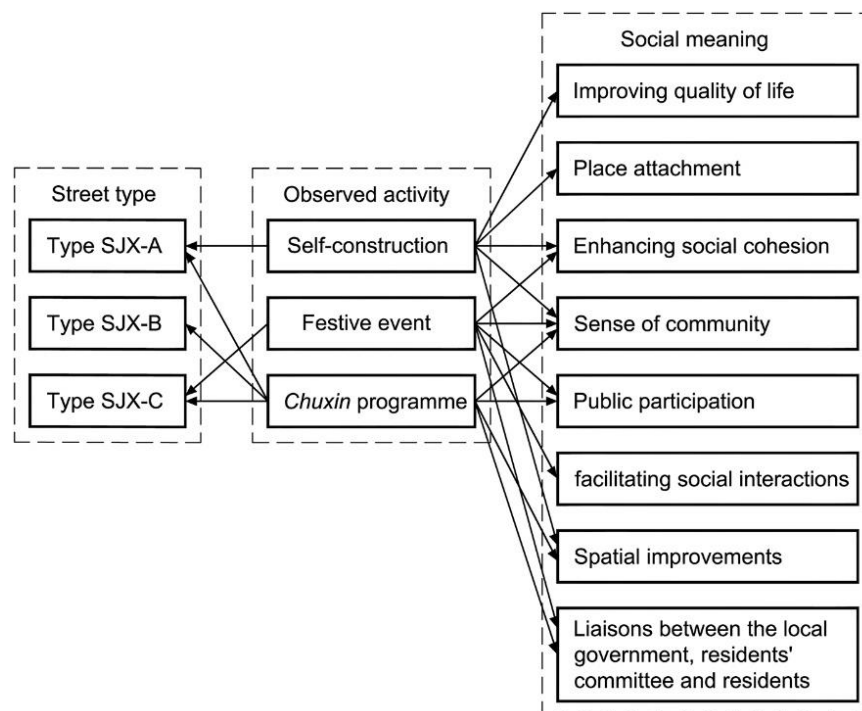 Street type
Type SJX-A
Type SJX-B
Type SJX-C
Observed activity
Self-construction
Festive event
Chuxin programme
Social meaning
Improving quality of life
Place attachment
Enhancing social cohesion
Sense of community
Public participation
facilitating social interactions
Spatial improvements
Liaisons between the local
government, residents'
committee and residents